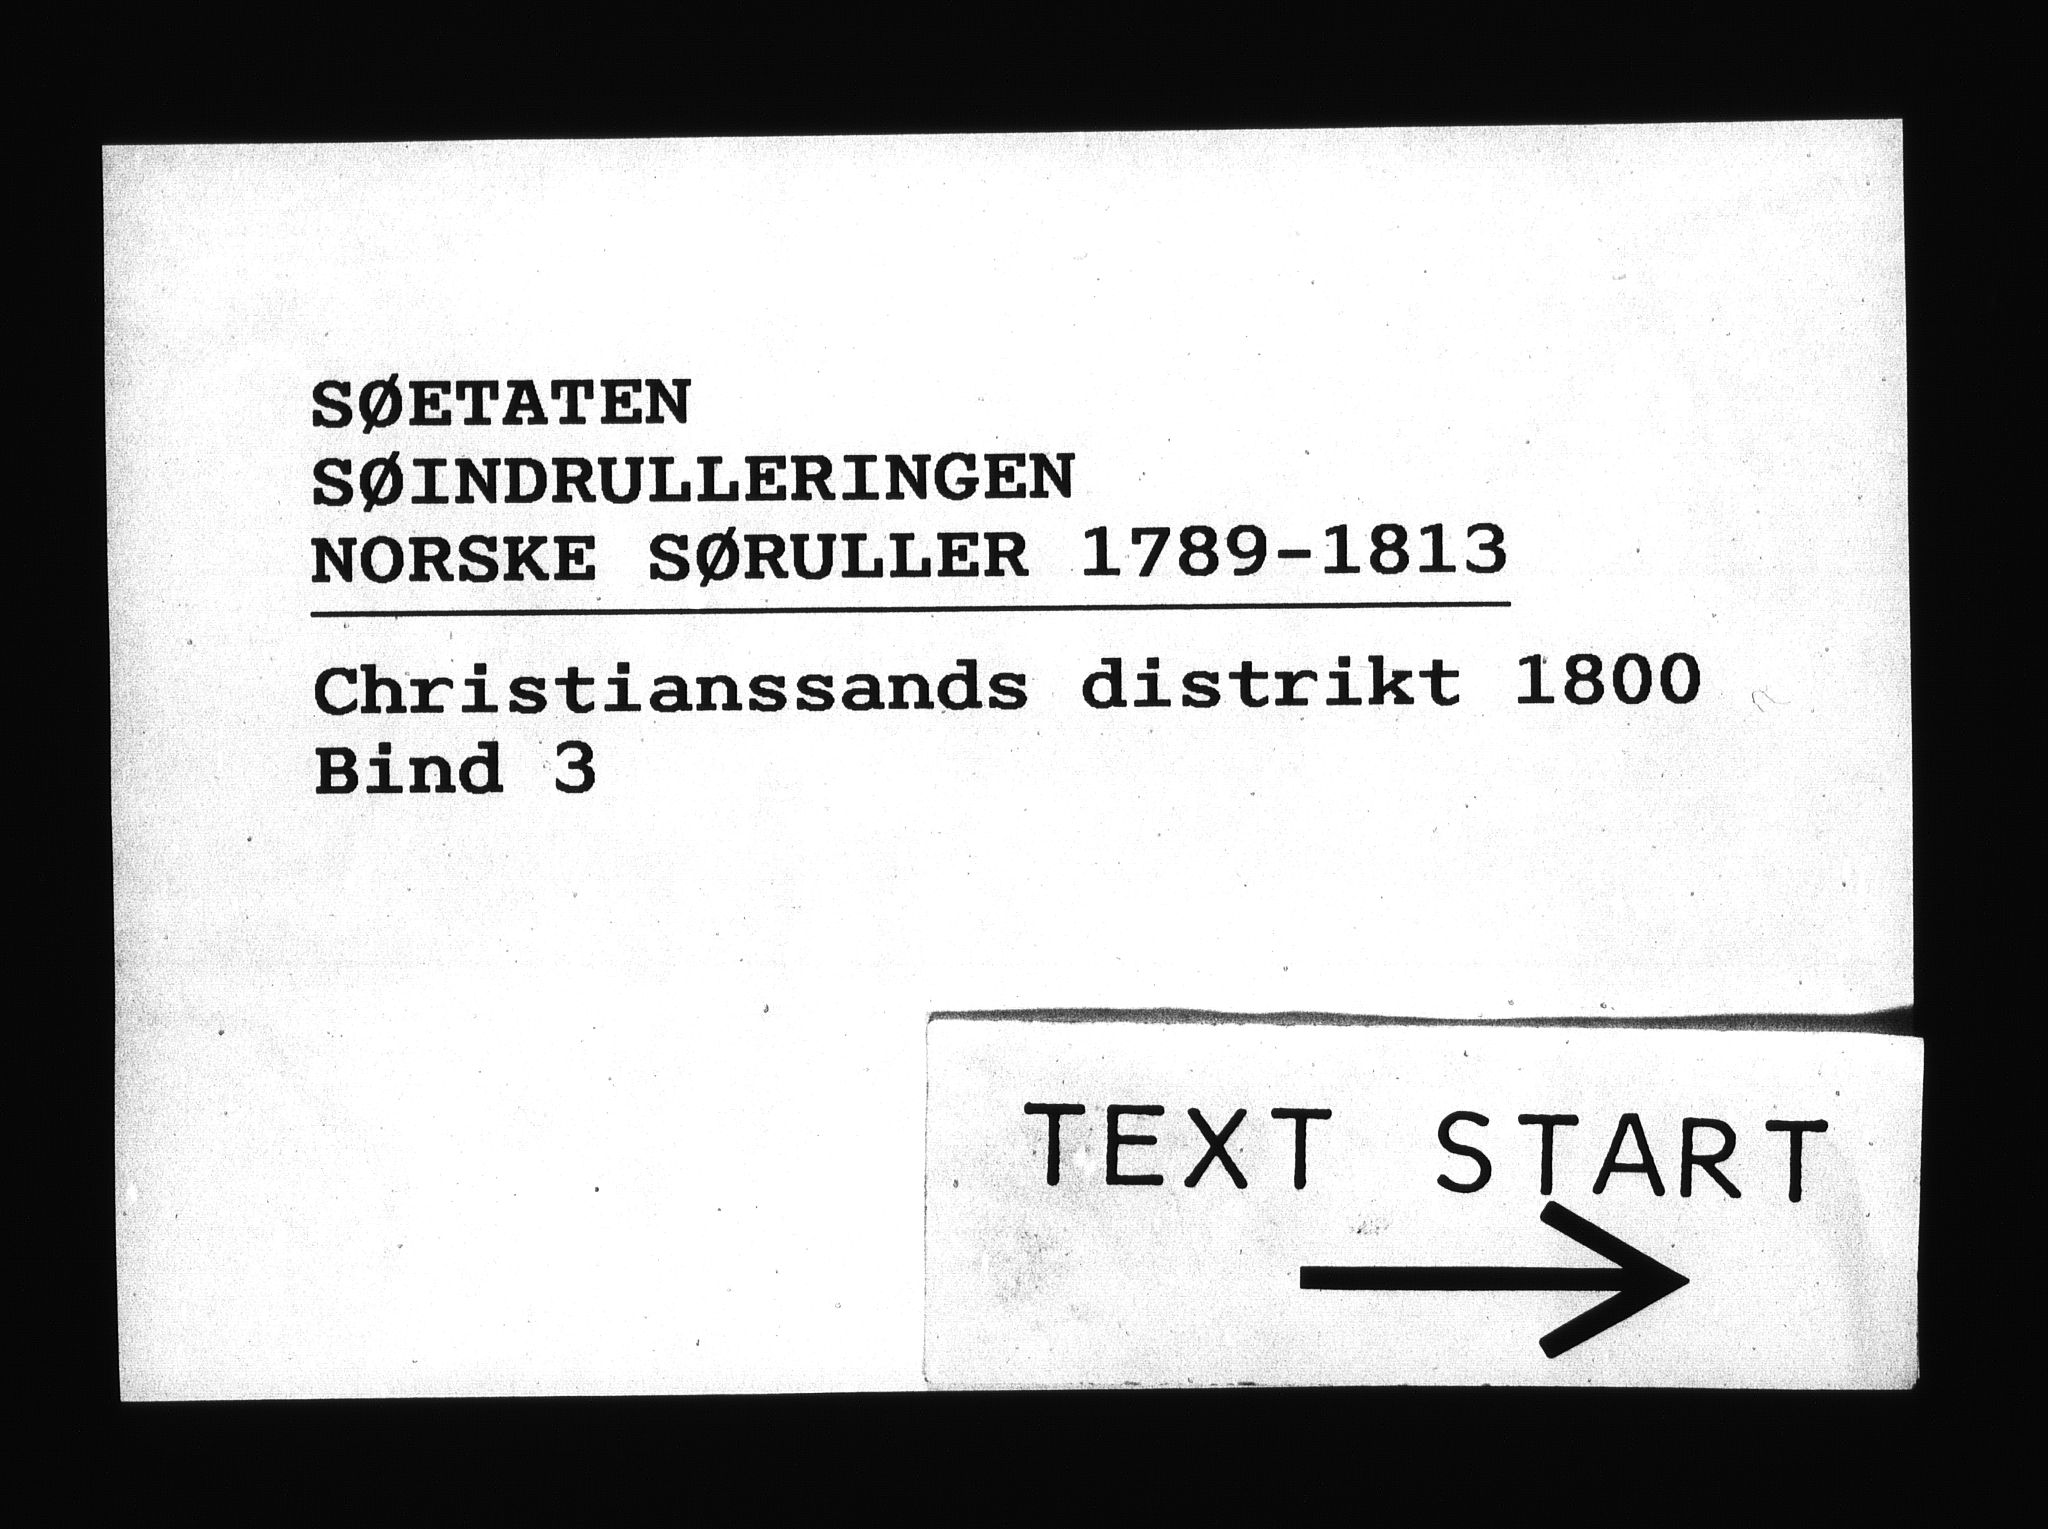 SØETATEN
SØINDRULLERINGEN
NORSKE SØRULLER 1789-1813
Christianssands distrikt 1800
Bind 3
TEXT START